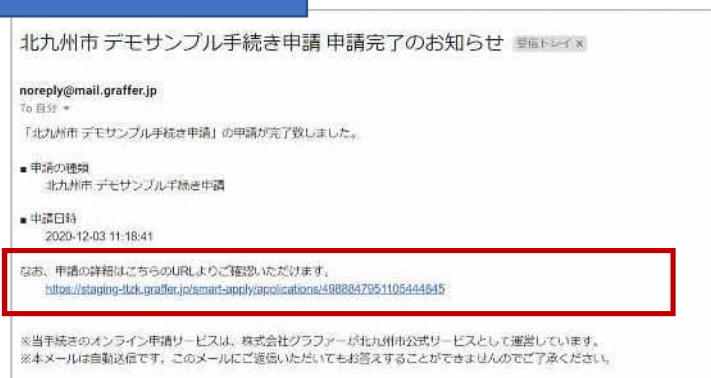 北九州市 デモサンプル手続き申請 申請完了のお知らせ 受信トレイ x
noreply@mail.graffer.jp
To 自分
「北九州市 デモサンプル手続き申請」の申請が完了致しました。
■ 申請の種類
北九州市 デモサンプル手続き申請
■ 申請日時
2020-12-03 11:18:41
なお、申請の詳細はこちらのURLよりご確認いただけます。
https://staging-ttzk.graffer.jp/smart-apply/applications/4988847951105444845
※当手続きのオンライン申請サービスは、株式会社グラファーが北九州市公式サービスとして運営しています。
※本メールは自動送信です、このメールにご返信いただいてもお答えすることができませんのでご了承ください。